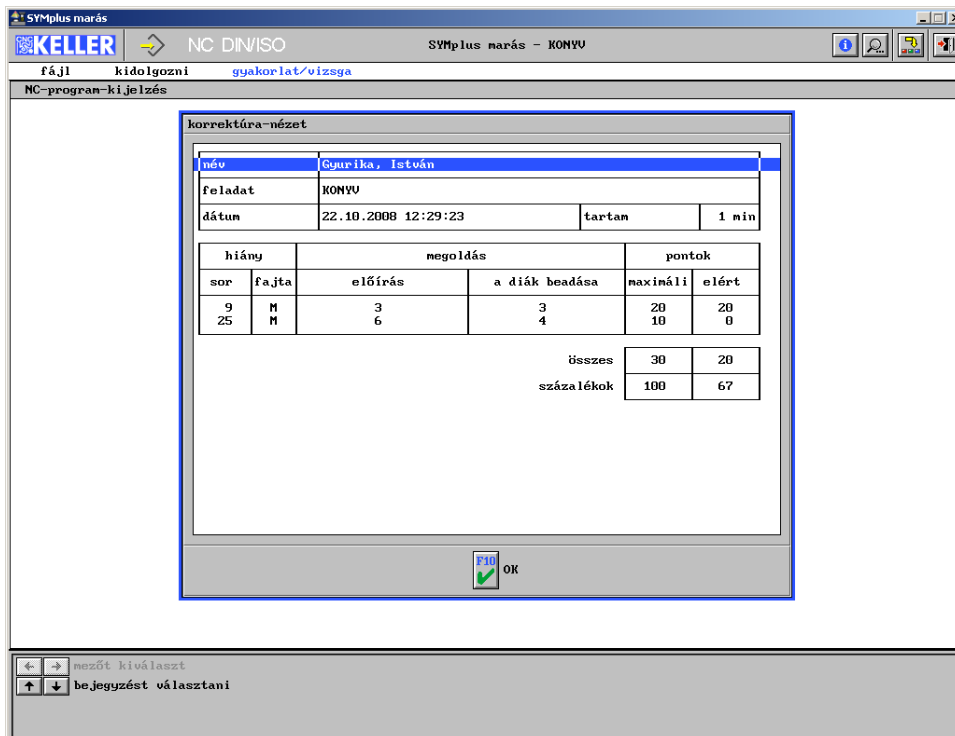 SYMplus marás
KELLER NC DIN/ISO SYMplus marás - KONYV
fájl kidolgozni gyakorlat/vizsga
NC-program-kijelzés
korrektúra-nézet
név Gyurika, István
feladat KONYV
dátum 22.10.2008 12:29:23 tartam 1 min
hiány megoldás pontok
sor fajta előírás a diák beadása maximáli elért
9 M 3 3 20 20
25 M 6 4 10 0
összes 30 20
százalékok 100 67
F10 OK
mezőt kiválaszt
bejegyzést választani